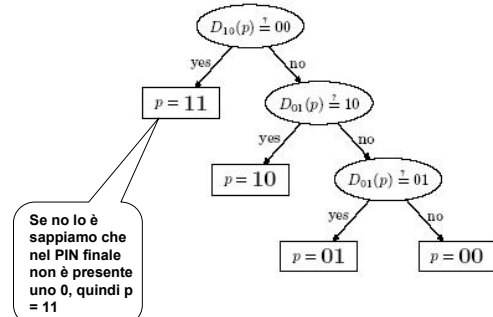 D₁₀(p) ≟ 00
yes
no
p = 11
D₀₁(p) ≟ 10
yes
no
p = 10
D₀₁(p) ≟ 01
yes
no
p = 01
p = 00
Se no lo è
sappiamo che
nel PIN finale
non è presente
uno 0, quindi p
= 11